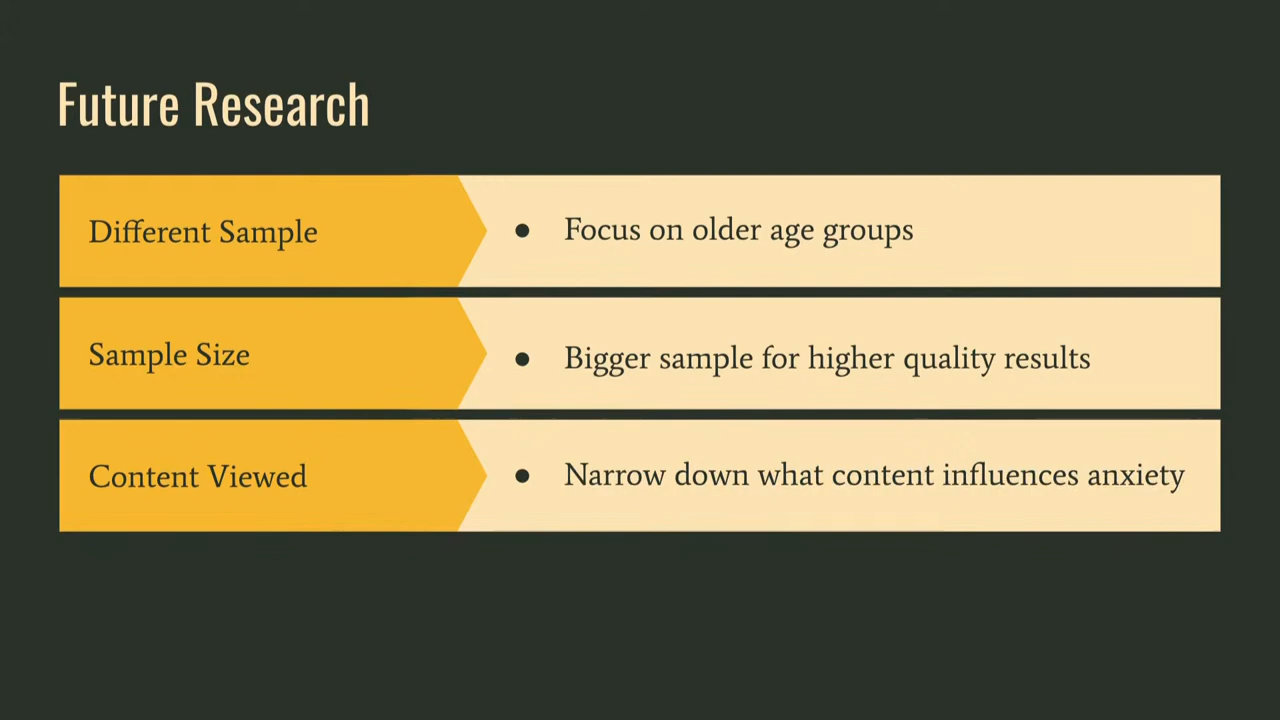 Future Research
Different Sample
● Focus on older age groups
Sample Size
● Bigger sample for higher quality results
Content Viewed
● Narrow down what content influences anxiety